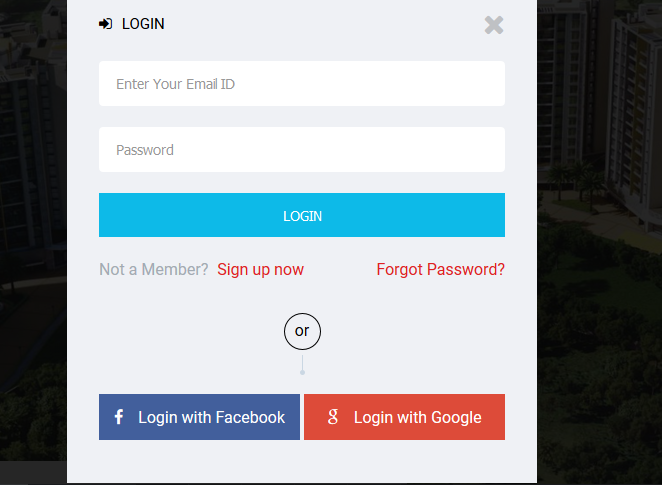 LOGIN
Enter Your Email ID
Password
LOGIN
Not a Member? Sign up now Forgot Password?
or
Login with Facebook Login with Google